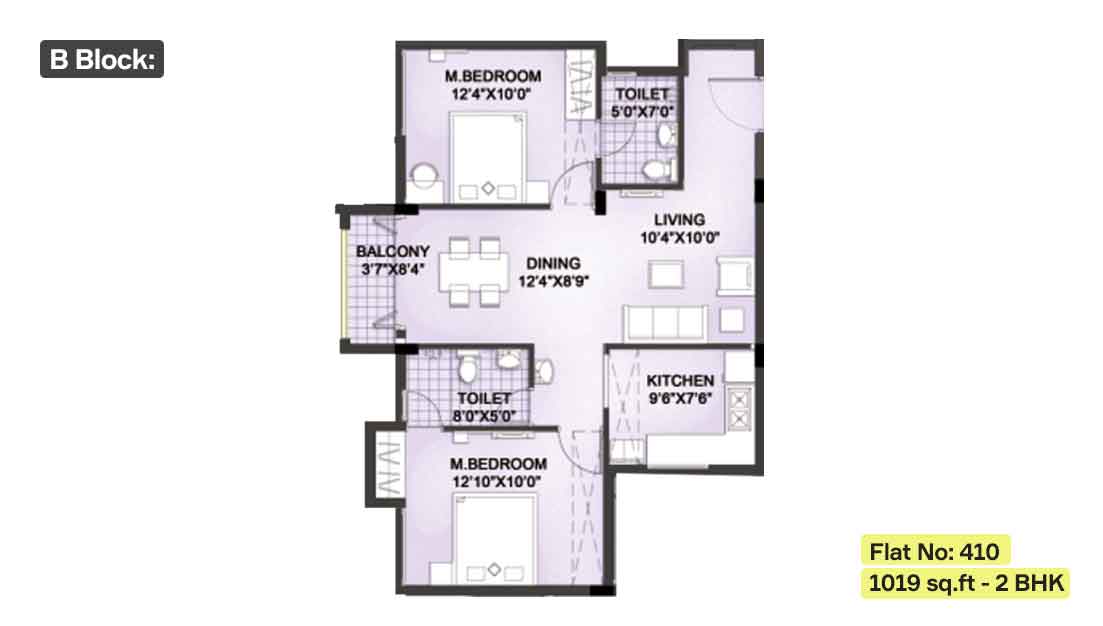 B Block:
M.BEDROOM
12'4"X10'0"
TOILET
5'0"X7'0"
LIVING
10'4"X10'0"
BALCONY
3'7"X8'4"
DINING
12'4"X8'9"
KITCHEN
9'6"X7'6"
TOILET
8'0"X5'0"
M.BEDROOM
12'10"X10'0"
Flat No: 410
1019 sq.ft - 2 BHK